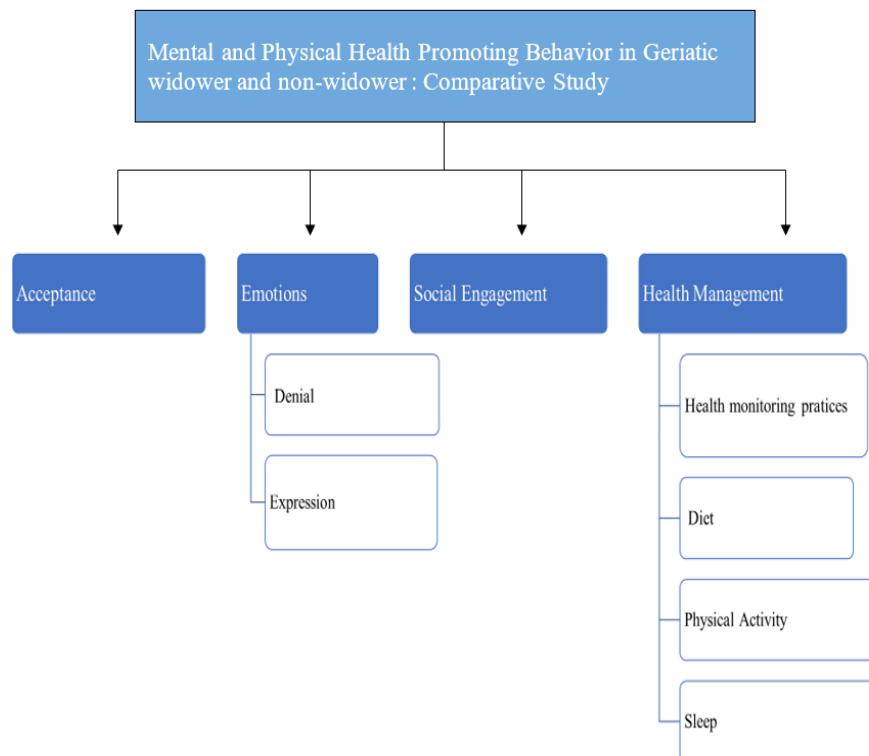 Mental and Physical Health Promoting Behavior in Geriatic
widower and non-widower : Comparative Study
Acceptance
Emotions
Social Engagement
Health Management
Denial
Expression
Health monitoring pratices
Diet
Physical Activity
Sleep